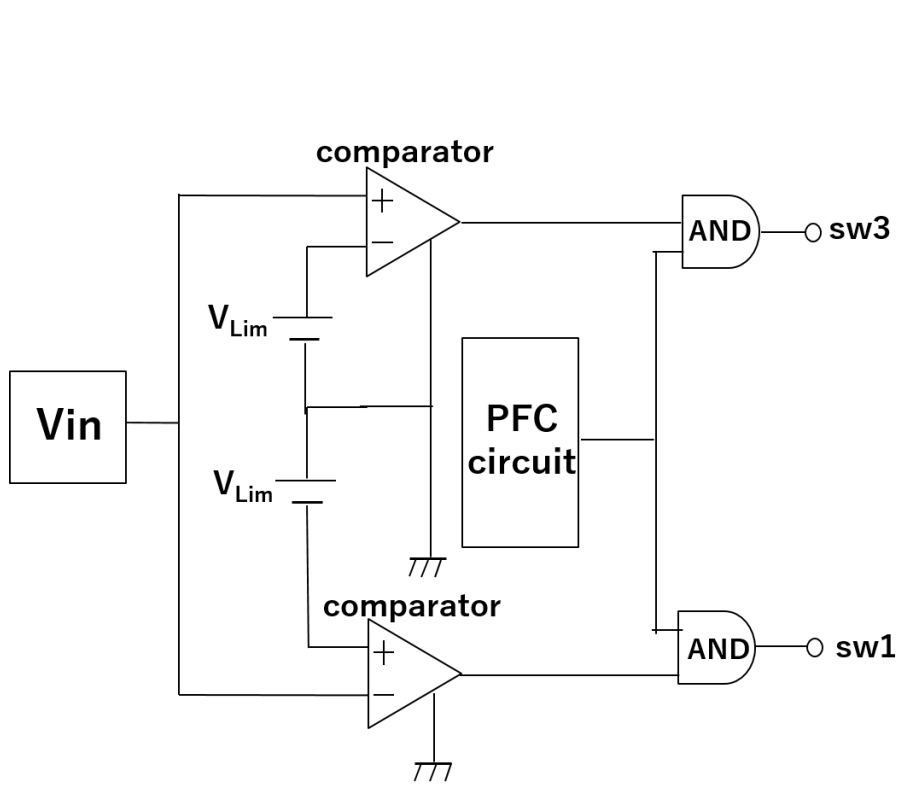 comparator
+
−
AND
sw3
VLim
Vin
PFC
circuit
VLim
comparator
+
−
AND
sw1